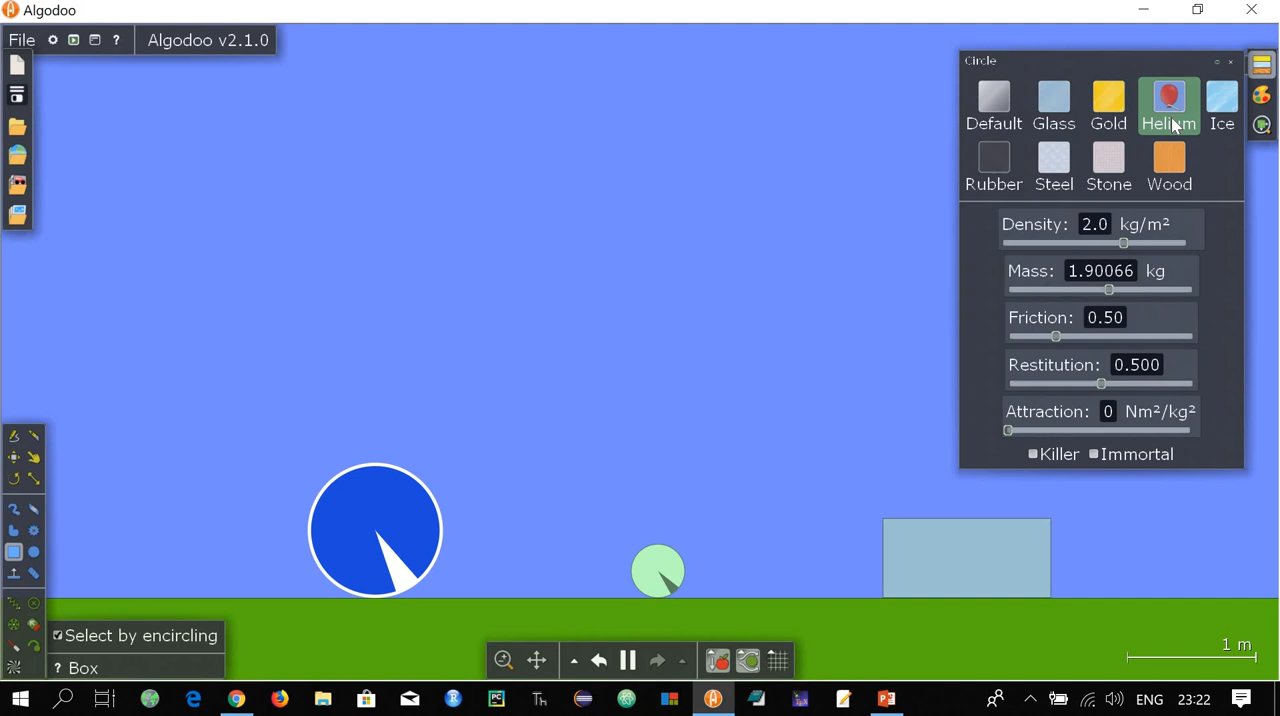 Algodoo
File ? Algodoo v2.1.0
Circle
Default Glass Gold Helium Ice
Rubber Steel Stone Wood
Density: 2.0 kg/m²
Mass: 1.90066 kg
Friction: 0.50
Restitution: 0.500
Attraction: 0 Nm²/kg²
Killer Immortal
Select by encircling
? Box
1 m
ENG 23:22